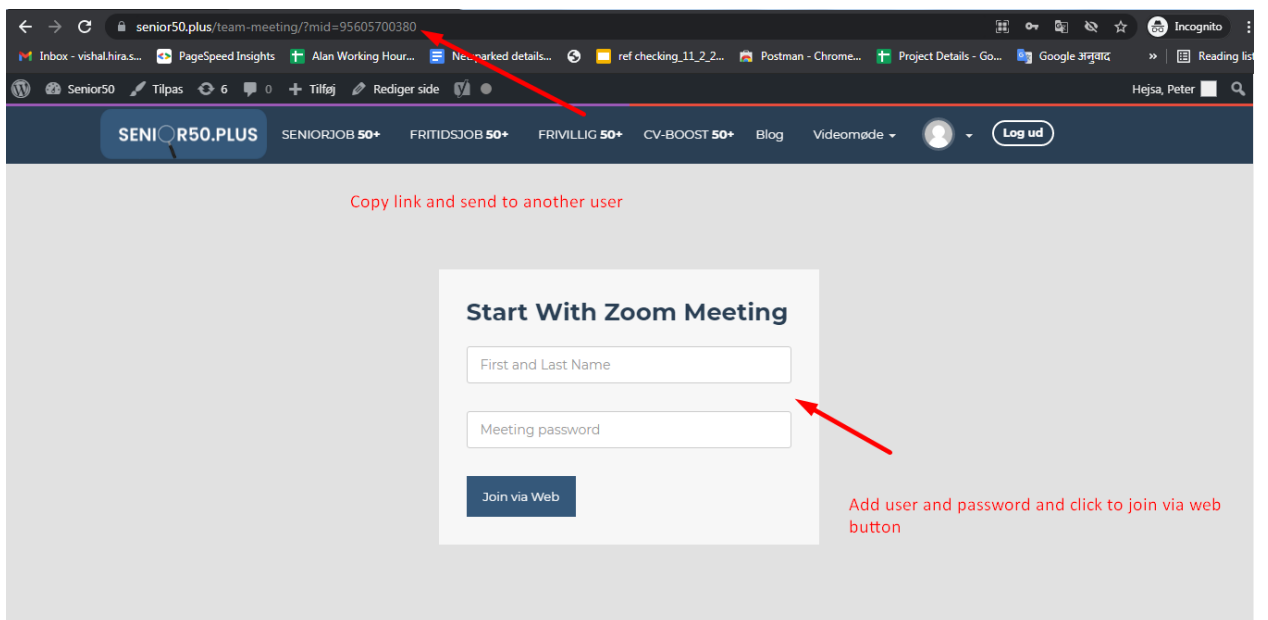 senior50.plus/team-meeting/?mid=95605700380 Incognito
Inbox - vishal.hira.s... PageSpeed Insights Alan Working Hour... details... ref checking_11_2_2... Postman - Chrome... Project Details - Go... Google अनुवाद » Reading list
Senior50 Tilpas 6 0 Tilføj Rediger side Hejsa, Peter
SENIOR50.PLUS SENIORJOB 50+ FRITIDSJOB 50+ FRIVILLIG 50+ CV-BOOST 50+ Blog Videomøde Log ud
Copy link and send to another user
Start With Zoom Meeting
First and Last Name
Meeting password
Join via Web
Add user and password and click to join via web
button